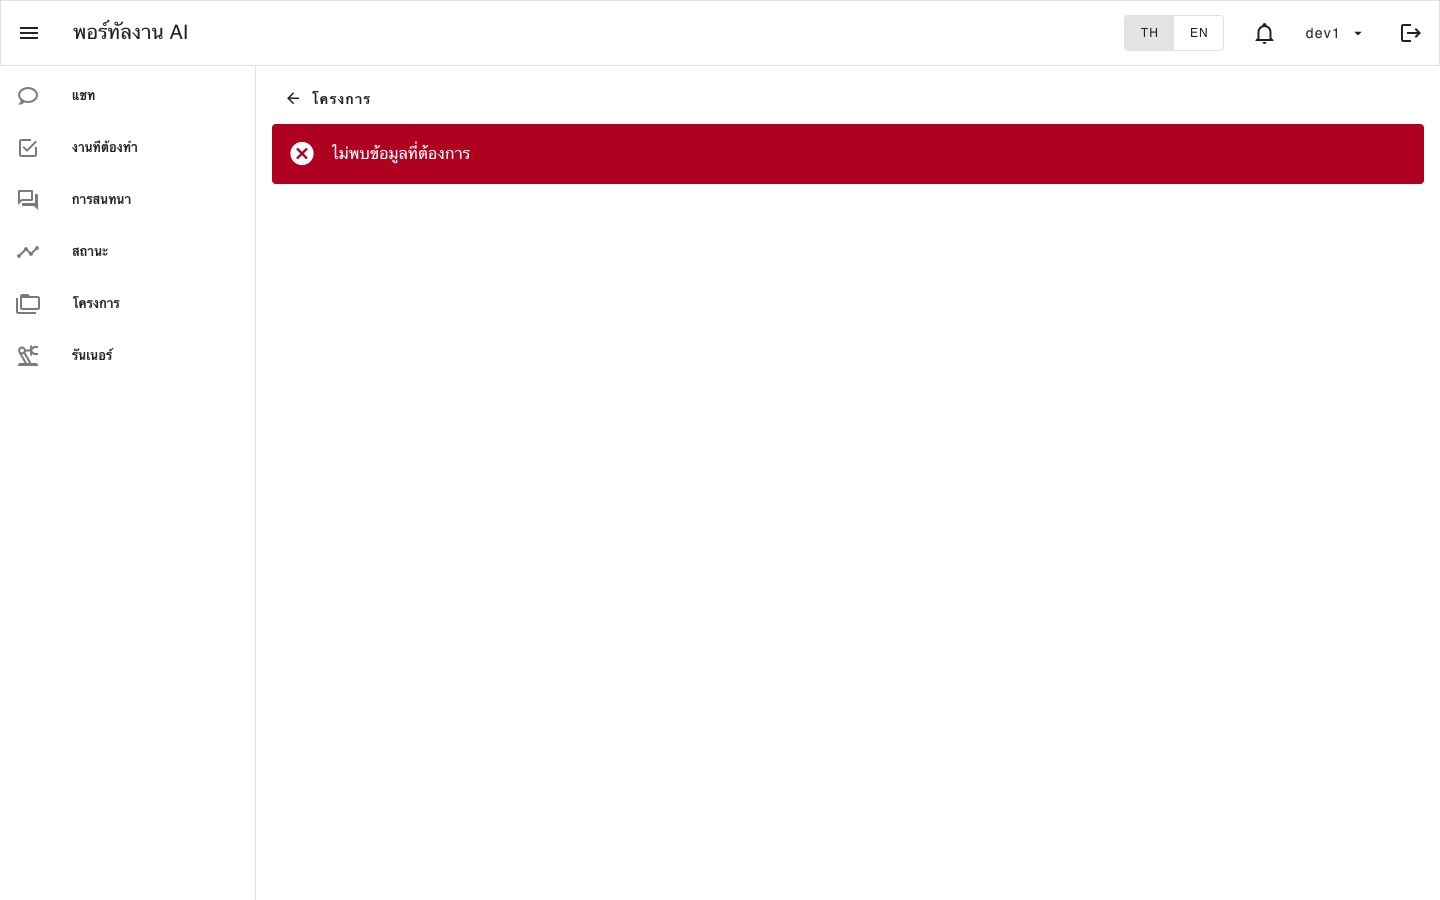 พอร์ทัลงาน AI
TH
EN
dev1
แชท
งานที่ต้องทำ
การสนทนา
สถานะ
โครงการ
รันเนอร์
โครงการ
ไม่พบข้อมูลที่ต้องการ